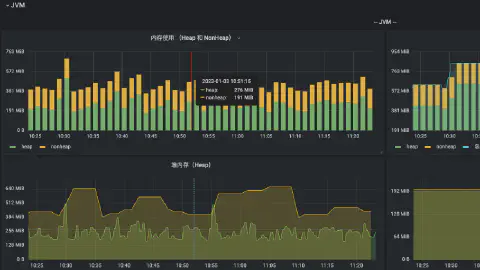 - JVM
-- JVM --
内存使用 （Heap 和 NonHeap）
763 MiB
572 MiB
381 MiB
191 MiB
0 B
10:25 10:30 10:35 10:40 10:45 10:50 10:55 11:00 11:05 11:10 11:15 11:20
heap nonheap
2023-01-03 10:51:15
heap: 276 MiB
nonheap: 191 MiB
954 MiB
763 MiB
572 MiB
381 MiB
191 MiB
0 B
10:25 10:30
heap nonheap
堆内存 （Heap）
640 MiB
512 MiB
384 MiB
256 MiB
128 MiB
0 B
10:25 10:30 10:35 10:40 10:45 10:50 10:55 11:00 11:05 11:10 11:15 11:20
192 MiB
128 MiB
64 MiB
0 B
10:25 10:30